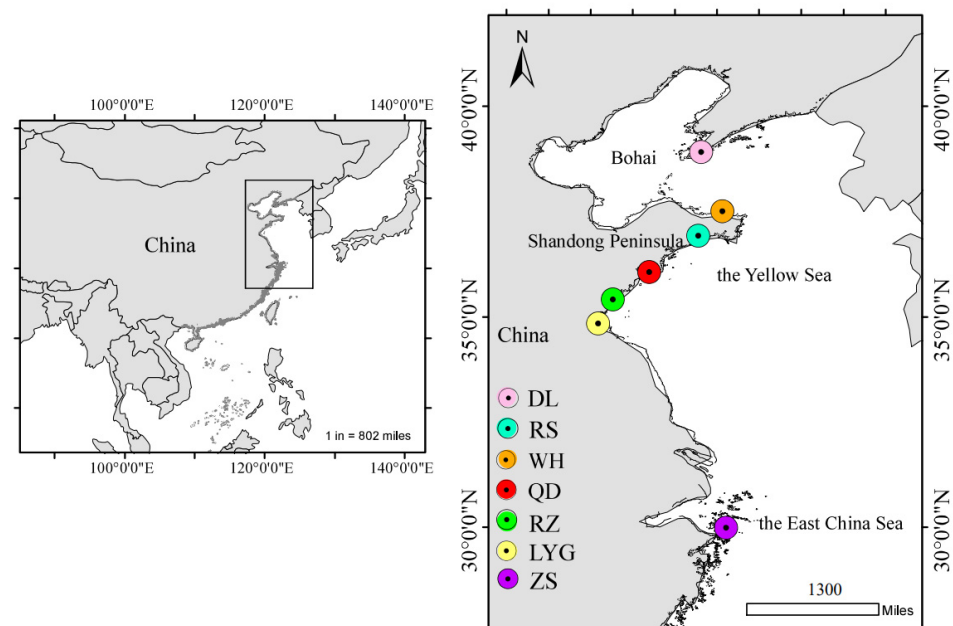 100°0'0"E 120°0'0"E 140°0'0"E
China
1 in = 802 miles
N
40°0'0"N
40°0'0"N
Bohai
Shandong Peninsula
the Yellow Sea
35°0'0"N
China
35°0'0"N
DL
RS
WH
QD
RZ
LYG
ZS
30°0'0"N
the East China Sea
30°0'0"N
1300
Miles
100°0'0"E 120°0'0"E 140°0'0"E